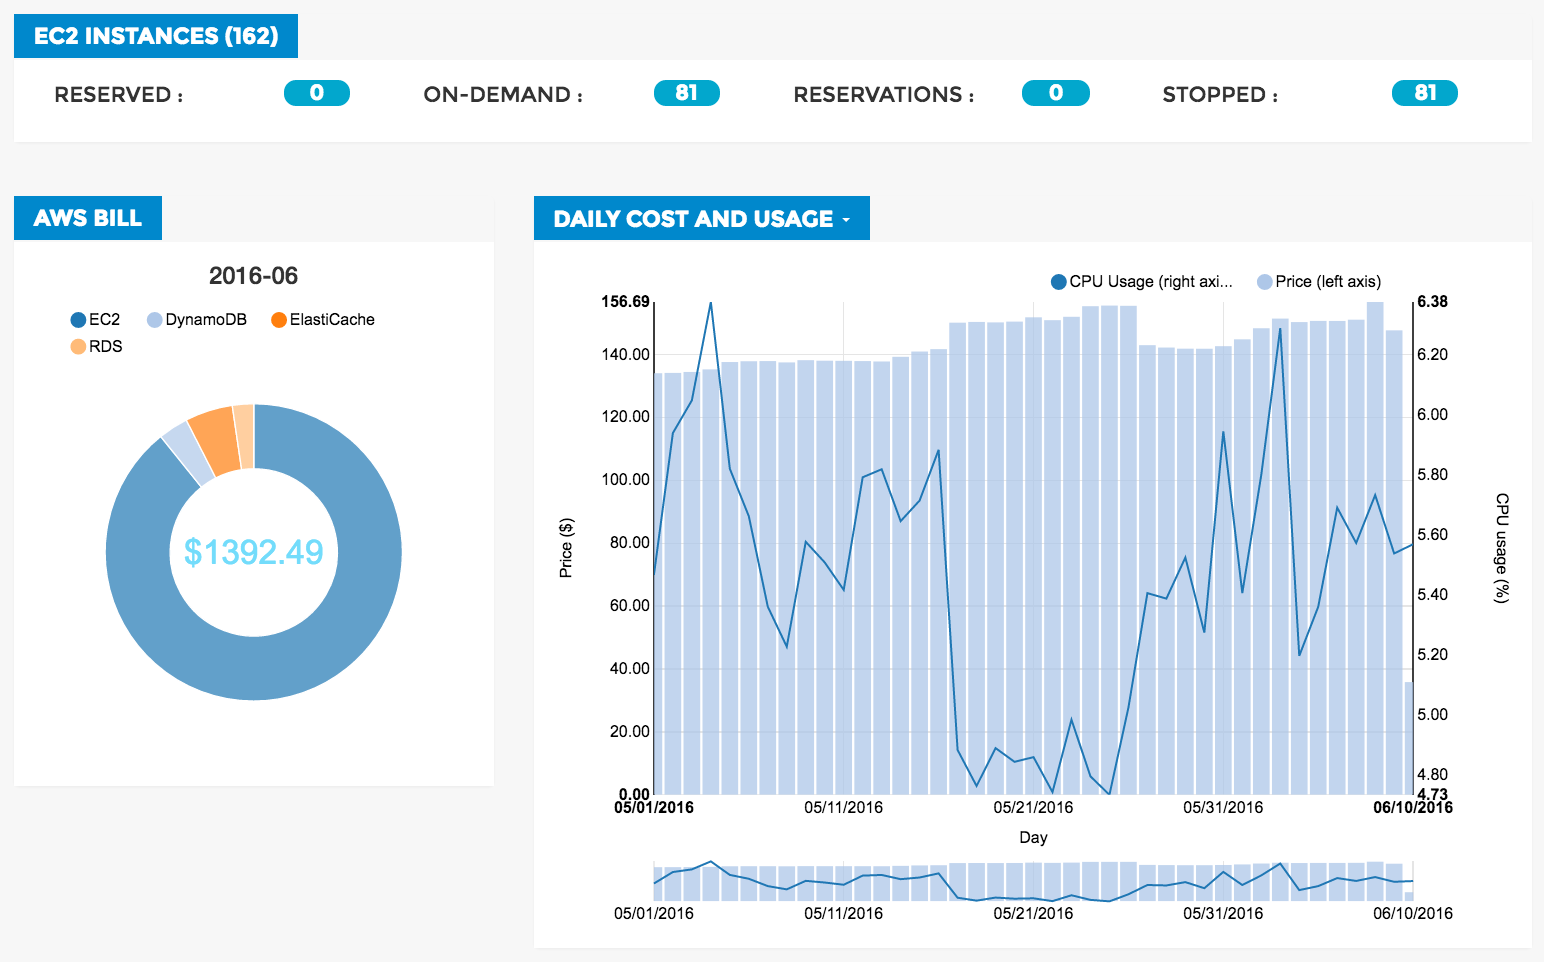 EC2 INSTANCES (162)
RESERVED : 0 ON-DEMAND : 81 RESERVATIONS : 0 STOPPED : 81
AWS BILL
2016-06
EC2 DynamoDB ElastiCache
RDS
$1392.49
DAILY COST AND USAGE
CPU Usage (right axi... Price (left axis)
156.69 6.38
140.00 6.20
120.00 6.00
100.00 5.80
80.00 5.60
60.00 5.40
40.00 5.20
20.00 5.00
4.80
0.00 4.73
Price ($)
CPU usage (%)
05/01/2016 05/11/2016 05/21/2016 05/31/2016 06/10/2016
Day
05/01/2016 05/11/2016 05/21/2016 05/31/2016 06/10/2016